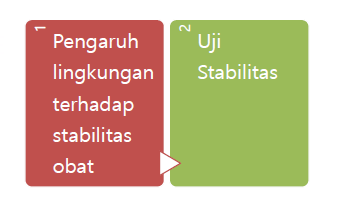 1
Pengaruh
lingkungan
terhadap
stabilitas
obat
2
Uji
Stabilitas